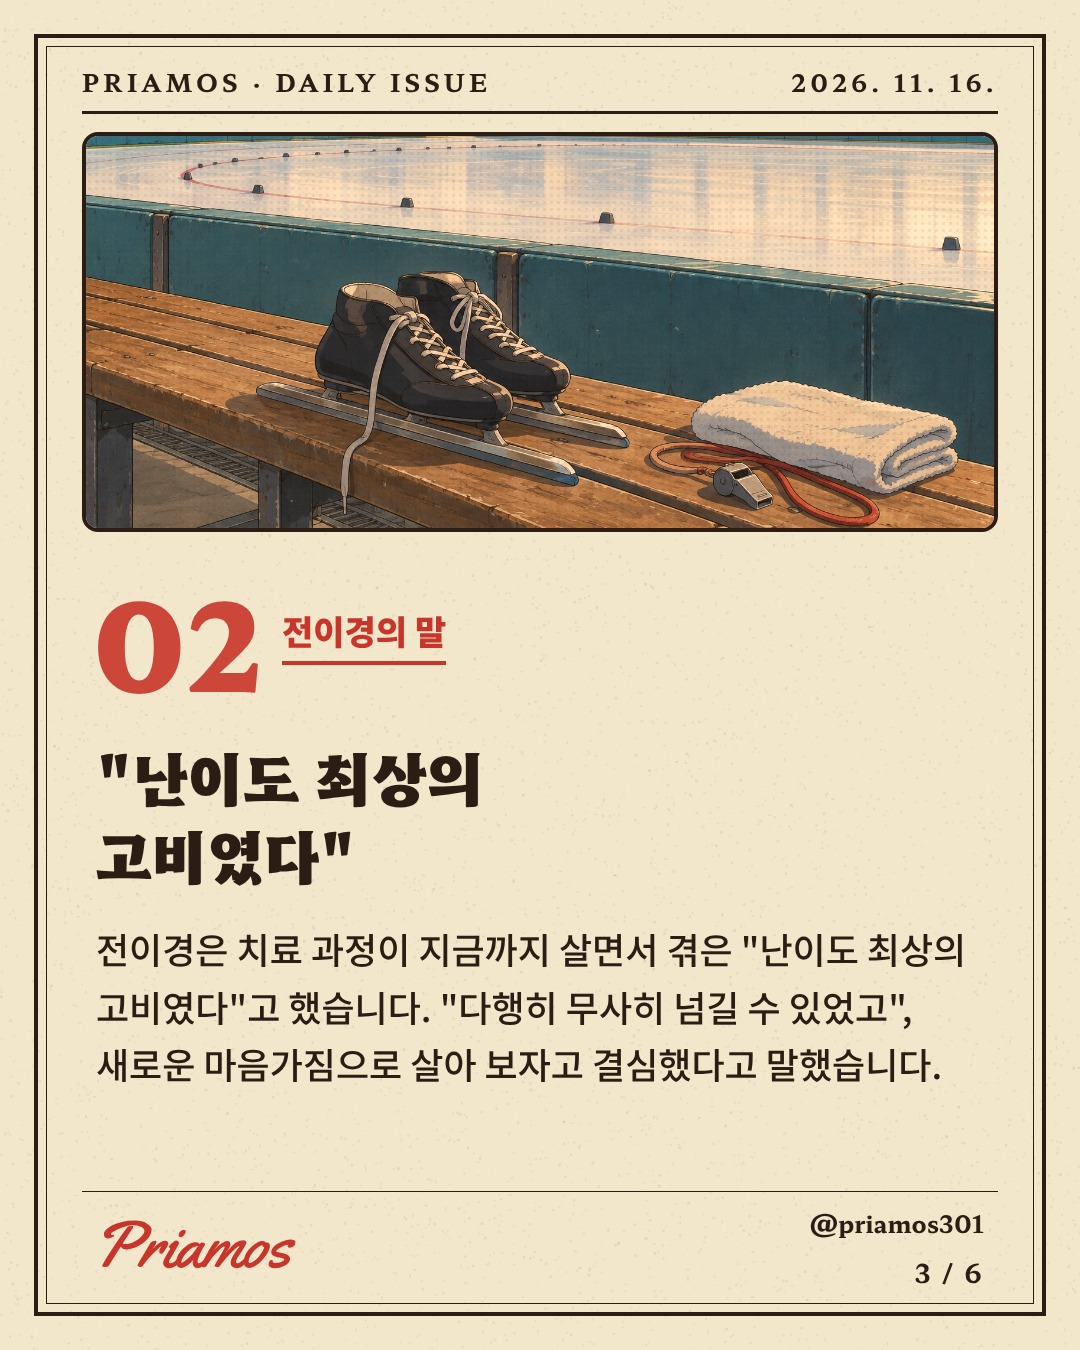 PRIAMOS · DAILY ISSUE
2026. 11. 16.
02
전이경의 말
"난이도 최상의
고비였다"
전이경은 치료 과정이 지금까지 살면서 겪은 "난이도 최상의
고비였다"고 했습니다. "다행히 무사히 넘길 수 있었고",
새로운 마음가짐으로 살아 보자고 결심했다고 말했습니다.
Priamos
@priamos301
3 / 6